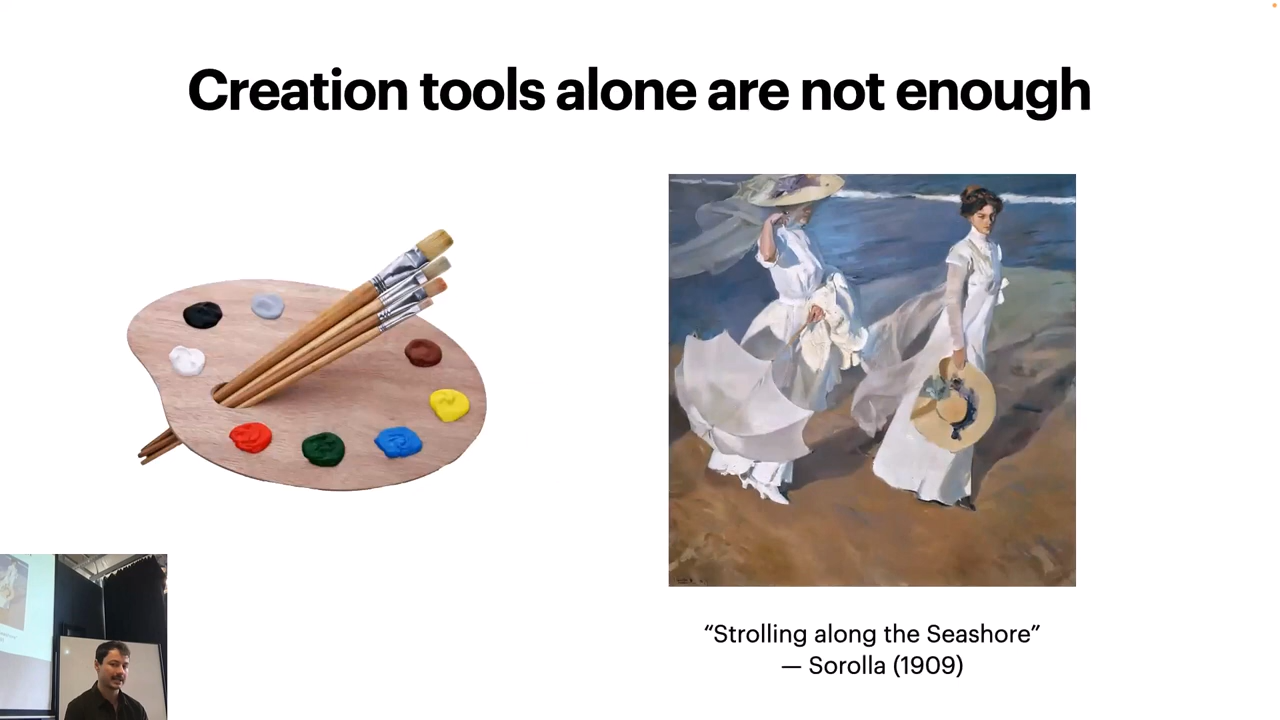 Creation tools alone are not enough
“Strolling along the Seashore”
— Sorolla (1909)